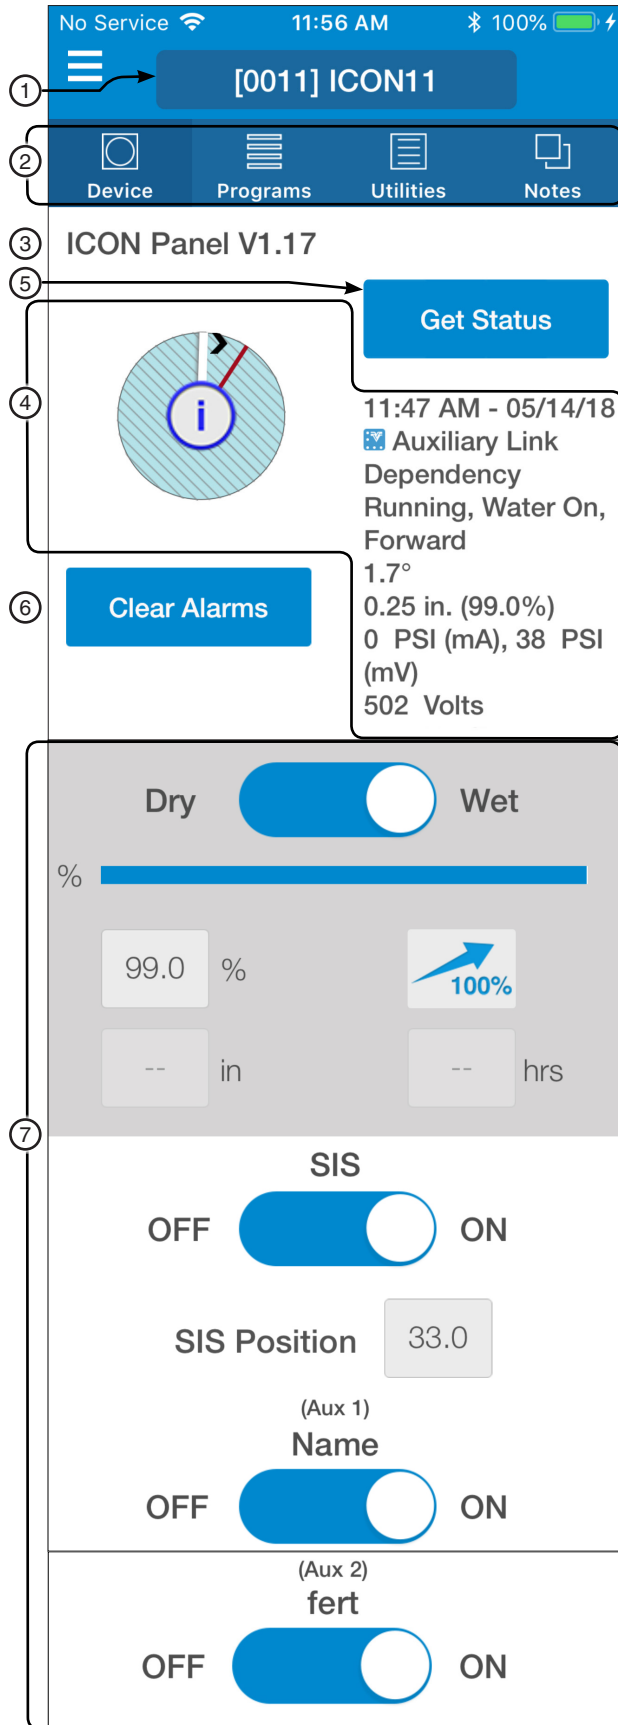 No Service 11:56 AM 100%
1 [0011] ICON11
2 Device Programs Utilities Notes
3 ICON Panel V1.17
5 Get Status
4 i
11:47 AM - 05/14/18
Auxiliary Link
Dependency
Running, Water On,
Forward
1.7°
0.25 in. (99.0%)
0 PSI (mA), 38 PSI
(mV)
502 Volts
6 Clear Alarms
7
Dry Wet
%
99.0 % 100%
-- in -- hrs
SIS
OFF ON
SIS Position 33.0
(Aux 1)
Name
OFF ON
(Aux 2)
fert
OFF ON